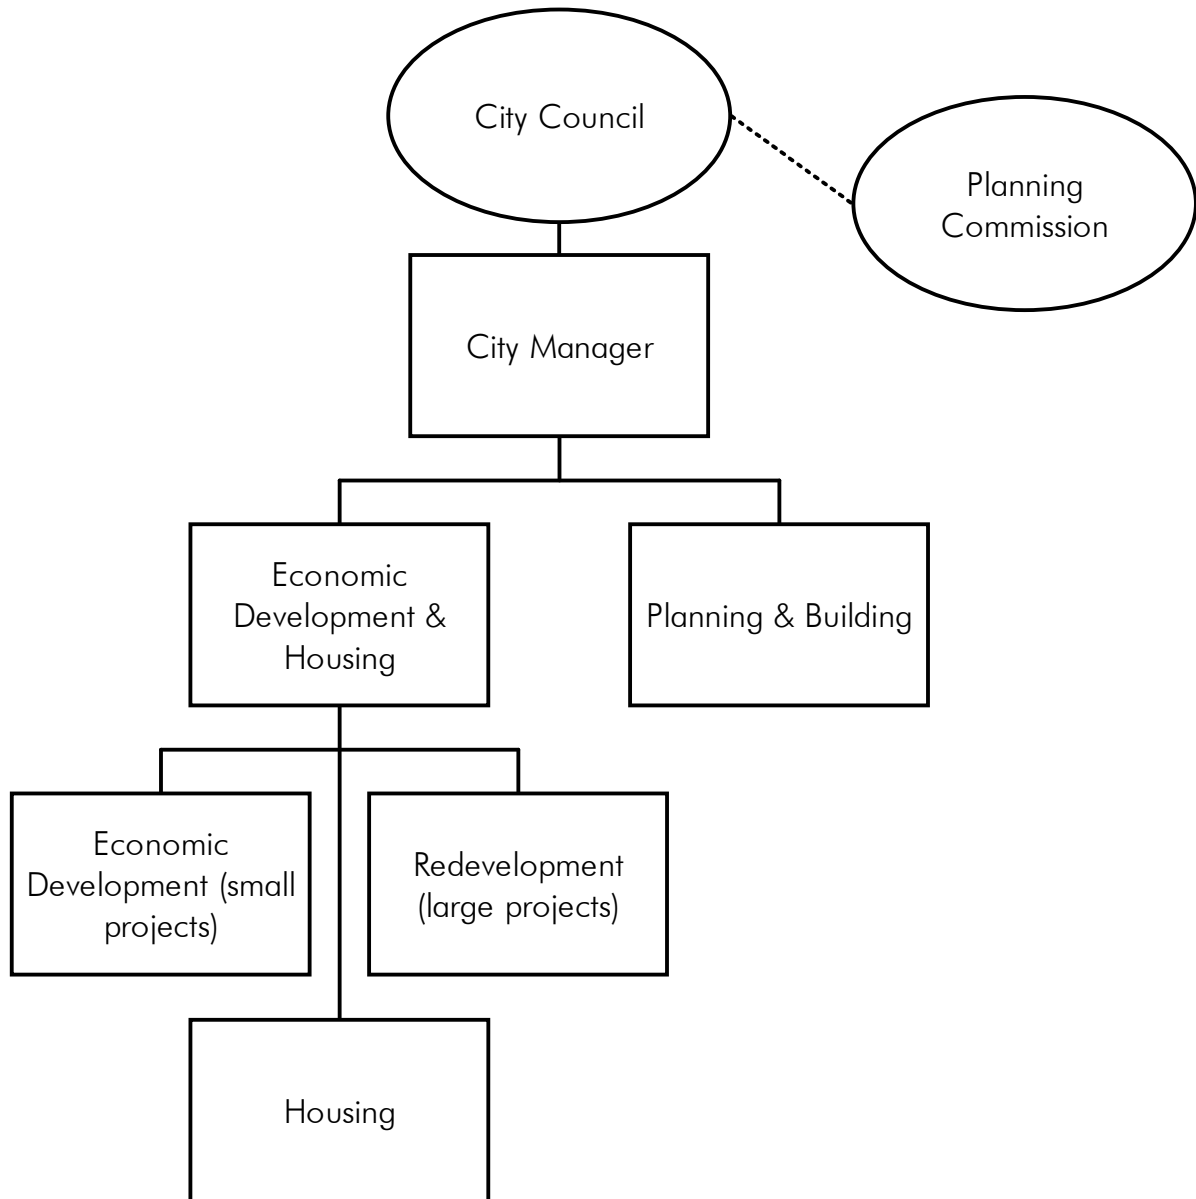 City Council
Planning
Commission
City Manager
Economic
Development &
Housing
Planning & Building
Economic
Development (small
projects)
Redevelopment
(large projects)
Housing